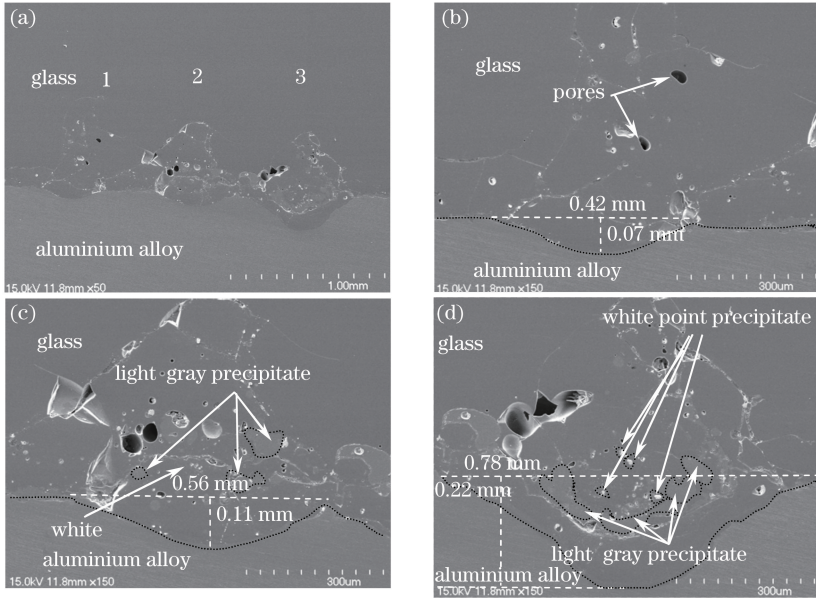 (a)
glass 1 2 3
aluminium alloy
15.0kV 11.8mm x50
1.00mm
(b)
glass
pores
0.42 mm
0.07 mm
aluminium alloy
15.0kV 11.8mm x150
300um
(c)
glass
light gray precipitate
0.56 mm
0.11 mm
white
aluminium alloy
15.0kV 11.8mm x150
300um
(d)
white point precipitate
glass
0.78 mm
0.22 mm
light gray precipitate
aluminium alloy
15.0kV 11.8mm x150
300um